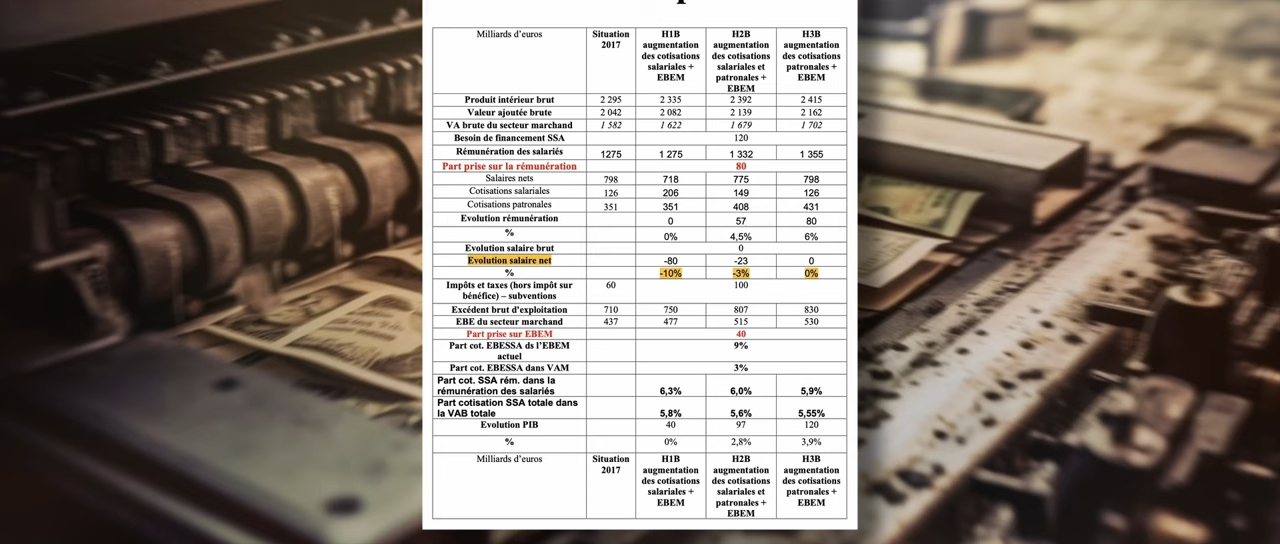 Milliards d’euros Situation 2017 H1B augmentation des cotisations salariales + EBEM H2B augmentation des cotisations salariales et patronales + EBEM H3B augmentation des cotisations patronales + EBEM
Produit intérieur brut 2 295 2 335 2 392 2 415
Valeur ajoutée brute 2 042 2 082 2 139 2 162
VA brute du secteur marchand 1 582 1 622 1 679 1 702
Besoin de financement SSA 120
Rémunération des salariés 1275 1 275 1 332 1 355
Part prise sur la rémunération 80
Salaires nets 798 718 775 798
Cotisations salariales 126 206 149 126
Cotisations patronales 351 351 408 431
Evolution rémunération 0 57 80
% 0% 4,5% 6%
Evolution salaire brut 0
Evolution salaire net -80 -23 0
% -10% -3% 0%
Impôts et taxes (hors impôt sur bénéfice) – subventions 60 100
Excédent brut d’exploitation 710 750 807 830
EBE du secteur marchand 437 477 515 530
Part prise sur EBEM 40
Part cot. EBESSA ds l’EBEM actuel 9%
Part cot. EBESSA dans VAM 3%
Part cot. SSA rém. dans la rémunération des salariés 6,3% 6,0% 5,9%
Part cotisation SSA totale dans la VAB totale 5,8% 5,6% 5,55%
Evolution PIB 40 97 120
% 0% 2,8% 3,9%
Milliards d’euros Situation 2017 H1B augmentation des cotisations salariales + EBEM H2B augmentation des cotisations salariales et patronales + EBEM H3B augmentation des cotisations patronales + EBEM